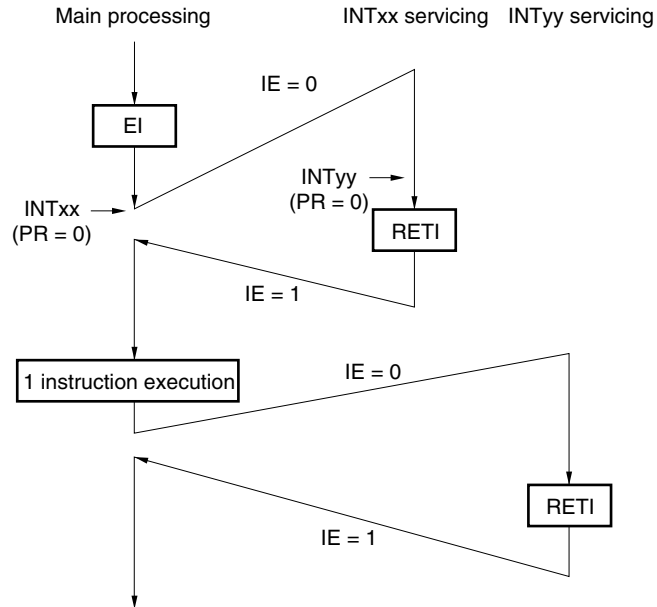 Main processing
INTxx servicing
INTyy servicing
IE = 0
EI
INTyy
(PR = 0)
INTxx
(PR = 0)
RETI
IE = 1
1 instruction execution
IE = 0
RETI
IE = 1